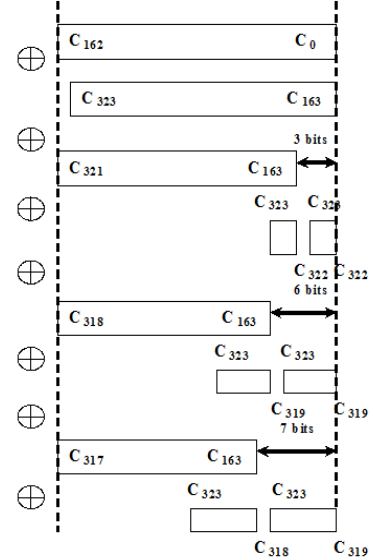 C162 C0
C323 C163
3 bits
C321 C163
C323 C323
C322 C322
6 bits
C318 C163
C323 C323
C319 C319
7 bits
C317 C163
C323 C323
C318 C319